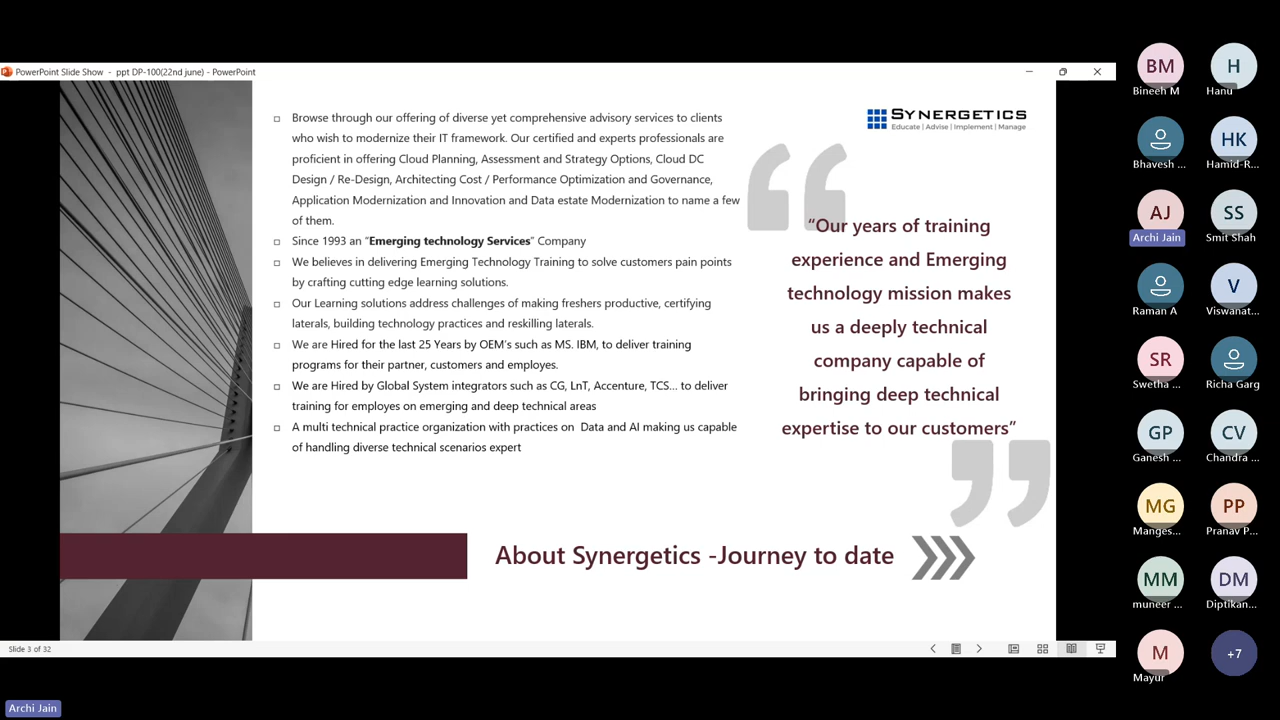 PowerPoint Slide Show - ppt DP-100(22nd june) - PowerPoint
Browse through our offering of diverse yet comprehensive advisory services to clients
who wish to modernize their IT framework. Our certified and experts professionals are
proficient in offering Cloud Planning, Assessment and Strategy Options, Cloud DC
Design / Re-Design, Architecting Cost / Performance Optimization and Governance,
Application Modernization and Innovation and Data estate Modernization to name a few
of them.
Since 1993 an “Emerging technology Services” Company
We believes in delivering Emerging Technology Training to solve customers pain points
by crafting cutting edge learning solutions.
Our Learning solutions address challenges of making freshers productive, certifying
laterals, building technology practices and reskilling laterals.
We are Hired for the last 25 Years by OEM’s such as MS. IBM, to deliver training
programs for their partner, customers and employes.
We are Hired by Global System integrators such as CG, LnT, Accenture, TCS... to deliver
training for employes on emerging and deep technical areas
A multi technical practice organization with practices on Data and AI making us capable
of handling diverse technical scenarios expert
SYNERGETICS
Educate | Advise | Implement | Manage
“Our years of training
experience and Emerging
technology mission makes
us a deeply technical
company capable of
bringing deep technical
expertise to our customers”
About Synergetics -Journey to date
Slide 3 of 32
Archi Jain
BM
Bineeh M
H
Hanu
Bhavesh ...
HK
Hamid-R...
AJ
Archi Jain
SS
Smit Shah
Raman A
V
Viswanat...
SR
Swetha ...
Richa Garg
GP
Ganesh ...
CV
Chandra ...
MG
Manges...
PP
Pranav P...
MM
muneer ...
DM
Diptikan...
M
Mayur
+7